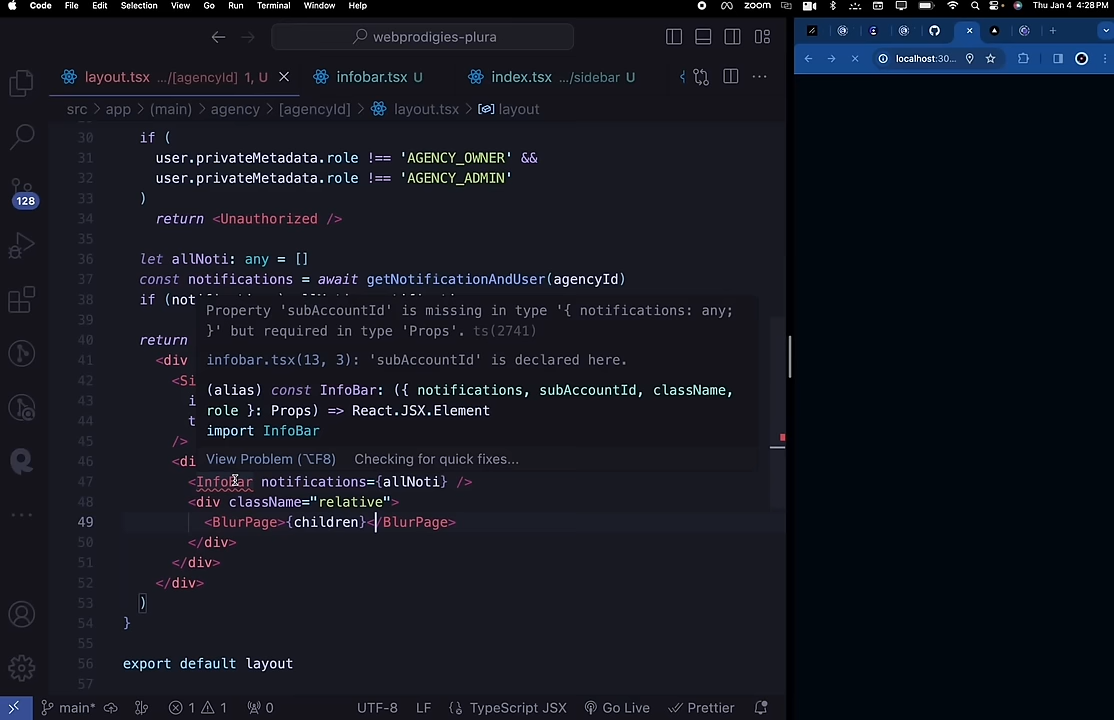 Code File Edit Selection View Go Run Terminal Window Help zoom Thu Jan 4 4:28 PM
webprodigies-plura
layout.tsx .../[agencyId] 1, U
infobar.tsx U
index.tsx .../sidebar U
localhost:30...
src > app > (main) > agency > [agencyId] > layout.tsx > layout
30 if (
31 user.privateMetadata.role !== 'AGENCY_OWNER' &&
32 user.privateMetadata.role !== 'AGENCY_ADMIN'
33 )
34 return <Unauthorized />
35
36 let allNoti: any = []
37 const notifications = await getNotificationAndUser(agencyId)
38 if (not
Property 'subAccountId' is missing in type '{ notifications: any;
39
}' but required in type 'Props'. ts(2741)
40 return
41 <div
infobar.tsx(13, 3): 'subAccountId' is declared here.
42 <Si
(alias) const InfoBar: ({ notifications, subAccountId, className,
43 i
role }: Props) => React.JSX.Element
44 t
import InfoBar
45 />
46 <di
View Problem (⌥F8) Checking for quick fixes...
47 <InfoBar notifications={allNoti} />
48 <div className="relative">
49 <BlurPage>{children}</BlurPage>
50 </div>
51 </div>
52 </div>
53 )
54 }
55
56 export default layout
57
128
main* 1 1 0 UTF-8 LF {} TypeScript JSX Go Live Prettier